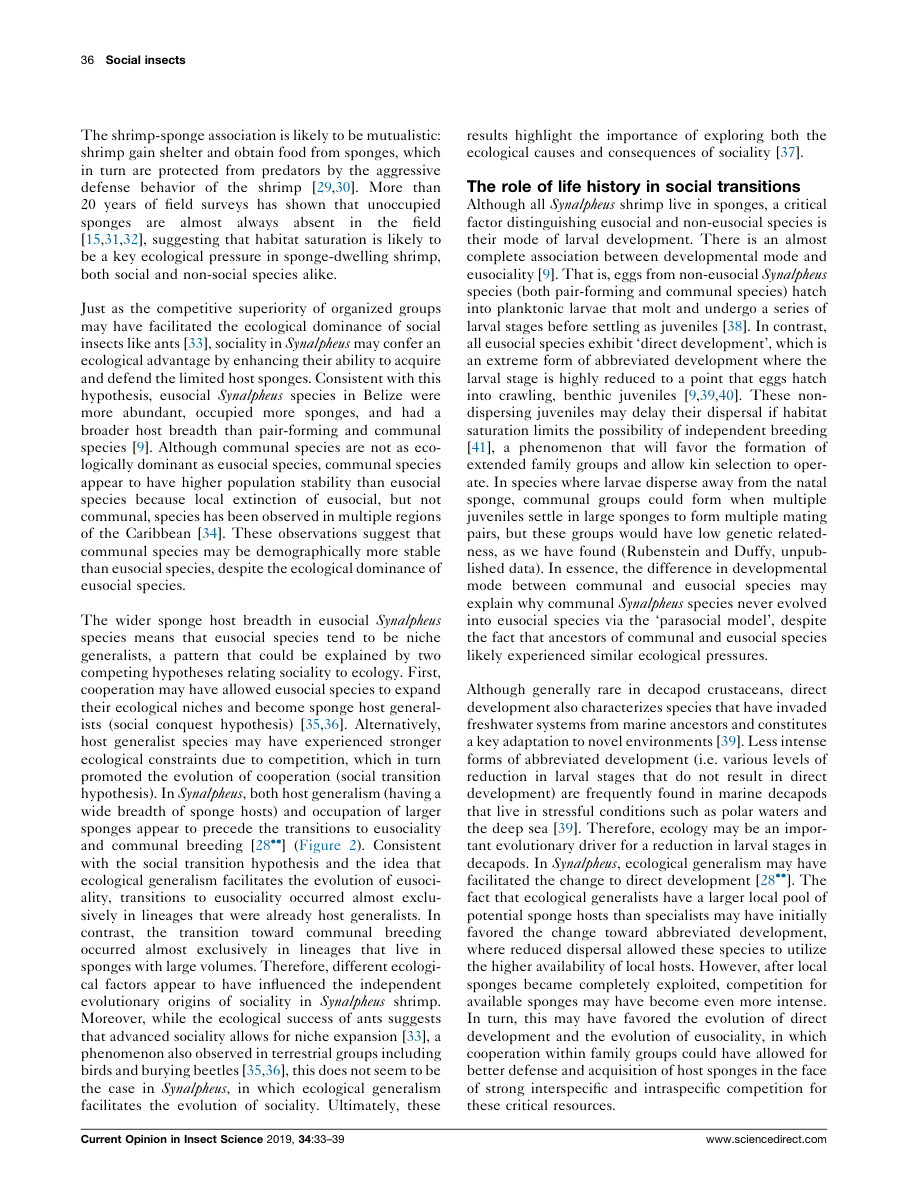 36 Social insects
The shrimp-sponge association is likely to be mutualistic:
shrimp gain shelter and obtain food from sponges, which
in turn are protected from predators by the aggressive
defense behavior of the shrimp [29,30]. More than
20 years of field surveys has shown that unoccupied
sponges are almost always absent in the field
[15,31,32], suggesting that habitat saturation is likely to
be a key ecological pressure in sponge-dwelling shrimp,
both social and non-social species alike.
Just as the competitive superiority of organized groups
may have facilitated the ecological dominance of social
insects like ants [33], sociality in Synalpheus may confer an
ecological advantage by enhancing their ability to acquire
and defend the limited host sponges. Consistent with this
hypothesis, eusocial Synalpheus species in Belize were
more abundant, occupied more sponges, and had a
broader host breadth than pair-forming and communal
species [9]. Although communal species are not as eco-
logically dominant as eusocial species, communal species
appear to have higher population stability than eusocial
species because local extinction of eusocial, but not
communal, species has been observed in multiple regions
of the Caribbean [34]. These observations suggest that
communal species may be demographically more stable
than eusocial species, despite the ecological dominance of
eusocial species.
The wider sponge host breadth in eusocial Synalpheus
species means that eusocial species tend to be niche
generalists, a pattern that could be explained by two
competing hypotheses relating sociality to ecology. First,
cooperation may have allowed eusocial species to expand
their ecological niches and become sponge host general-
ists (social conquest hypothesis) [35,36]. Alternatively,
host generalist species may have experienced stronger
ecological constraints due to competition, which in turn
promoted the evolution of cooperation (social transition
hypothesis). In Synalpheus, both host generalism (having a
wide breadth of sponge hosts) and occupation of larger
sponges appear to precede the transitions to eusociality
and communal breeding [28••] (Figure 2). Consistent
with the social transition hypothesis and the idea that
ecological generalism facilitates the evolution of eusoci-
ality, transitions to eusociality occurred almost exclu-
sively in lineages that were already host generalists. In
contrast, the transition toward communal breeding
occurred almost exclusively in lineages that live in
sponges with large volumes. Therefore, different ecologi-
cal factors appear to have influenced the independent
evolutionary origins of sociality in Synalpheus shrimp.
Moreover, while the ecological success of ants suggests
that advanced sociality allows for niche expansion [33], a
phenomenon also observed in terrestrial groups including
birds and burying beetles [35,36], this does not seem to be
the case in Synalpheus, in which ecological generalism
facilitates the evolution of sociality. Ultimately, these
results highlight the importance of exploring both the
ecological causes and consequences of sociality [37].
The role of life history in social transitions
Although all Synalpheus shrimp live in sponges, a critical
factor distinguishing eusocial and non-eusocial species is
their mode of larval development. There is an almost
complete association between developmental mode and
eusociality [9]. That is, eggs from non-eusocial Synalpheus
species (both pair-forming and communal species) hatch
into planktonic larvae that molt and undergo a series of
larval stages before settling as juveniles [38]. In contrast,
all eusocial species exhibit ‘direct development’, which is
an extreme form of abbreviated development where the
larval stage is highly reduced to a point that eggs hatch
into crawling, benthic juveniles [9,39,40]. These non-
dispersing juveniles may delay their dispersal if habitat
saturation limits the possibility of independent breeding
[41], a phenomenon that will favor the formation of
extended family groups and allow kin selection to oper-
ate. In species where larvae disperse away from the natal
sponge, communal groups could form when multiple
juveniles settle in large sponges to form multiple mating
pairs, but these groups would have low genetic related-
ness, as we have found (Rubenstein and Duffy, unpub-
lished data). In essence, the difference in developmental
mode between communal and eusocial species may
explain why communal Synalpheus species never evolved
into eusocial species via the ‘parasocial model’, despite
the fact that ancestors of communal and eusocial species
likely experienced similar ecological pressures.
Although generally rare in decapod crustaceans, direct
development also characterizes species that have invaded
freshwater systems from marine ancestors and constitutes
a key adaptation to novel environments [39]. Less intense
forms of abbreviated development (i.e. various levels of
reduction in larval stages that do not result in direct
development) are frequently found in marine decapods
that live in stressful conditions such as polar waters and
the deep sea [39]. Therefore, ecology may be an impor-
tant evolutionary driver for a reduction in larval stages in
decapods. In Synalpheus, ecological generalism may have
facilitated the change to direct development [28••]. The
fact that ecological generalists have a larger local pool of
potential sponge hosts than specialists may have initially
favored the change toward abbreviated development,
where reduced dispersal allowed these species to utilize
the higher availability of local hosts. However, after local
sponges became completely exploited, competition for
available sponges may have become even more intense.
In turn, this may have favored the evolution of direct
development and the evolution of eusociality, in which
cooperation within family groups could have allowed for
better defense and acquisition of host sponges in the face
of strong interspecific and intraspecific competition for
these critical resources.
Current Opinion in Insect Science 2019, 34:33–39
www.sciencedirect.com